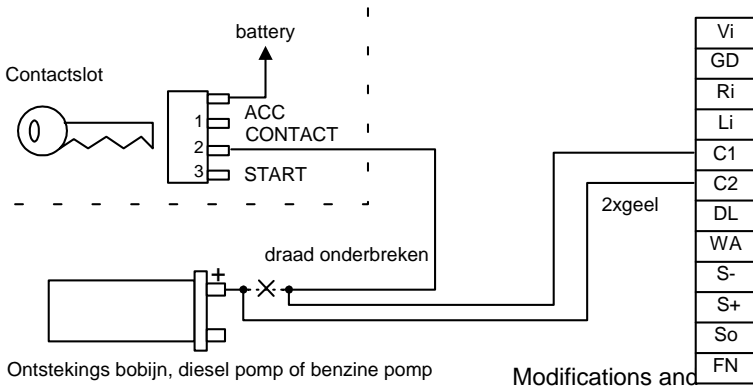 battery
Contactslot
1 ACC
CONTACT
2
3 START
2xgeel
draad onderbreken
+
Ontstekings bobijn, diesel pomp of benzine pomp
Vi
GD
Ri
Li
C1
C2
DL
WA
S-
S+
So
FN
Modifications and